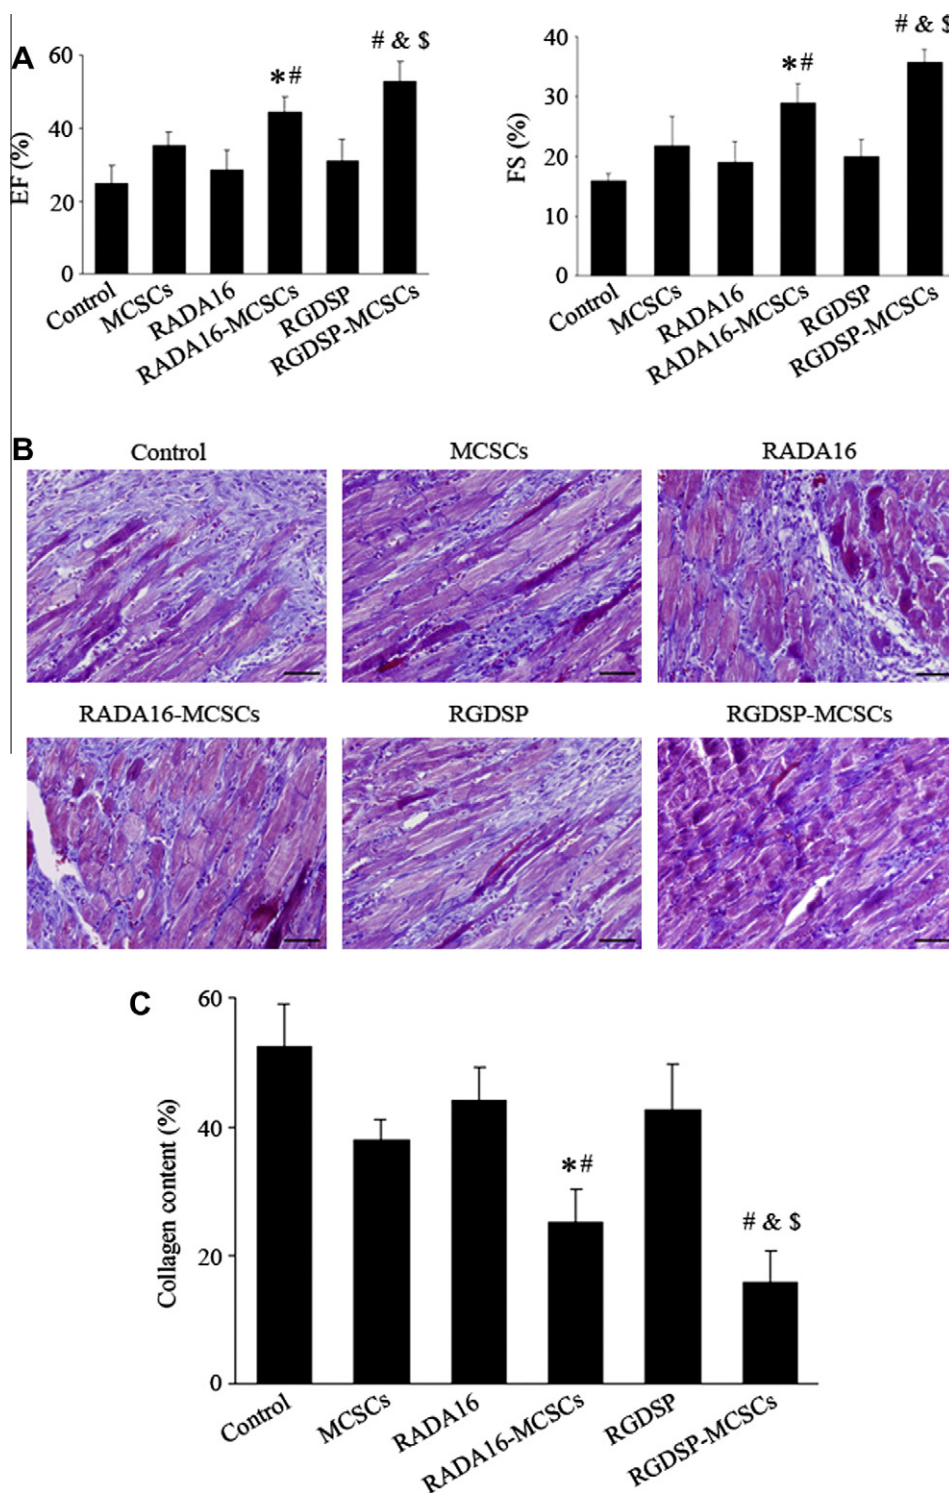 A
EF (%)
60
40
20
0
*#
# & $
Control
MCSCs
RADA16
RADA16-MCSCs
RGDSP
RGDSP-MCSCs
FS (%)
40
30
20
10
0
*#
# & $
Control
MCSCs
RADA16
RADA16-MCSCs
RGDSP
RGDSP-MCSCs
B
Control
MCSCs
RADA16
RADA16-MCSCs
RGDSP
RGDSP-MCSCs
C
Collagen content (%)
60
40
20
0
*#
# & $
Control
MCSCs
RADA16
RADA16-MCSCs
RGDSP
RGDSP-MCSCs